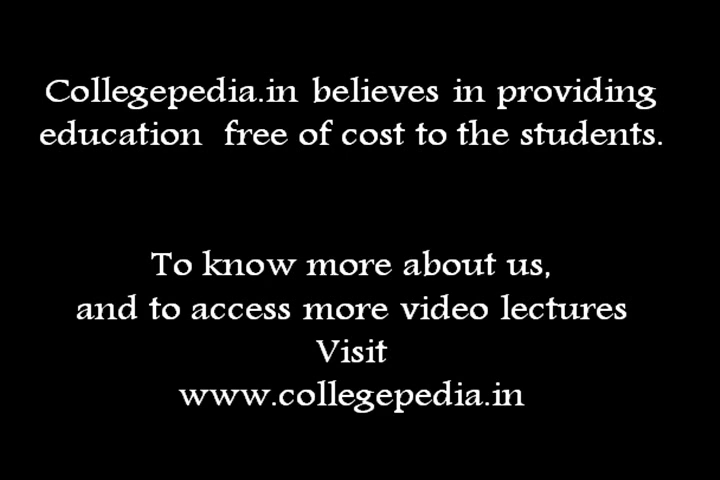 Collegepedia.in believes in providing
education  free of cost to the students.
To know more about us,
and to access more video lectures
Visit
www.collegepedia.in